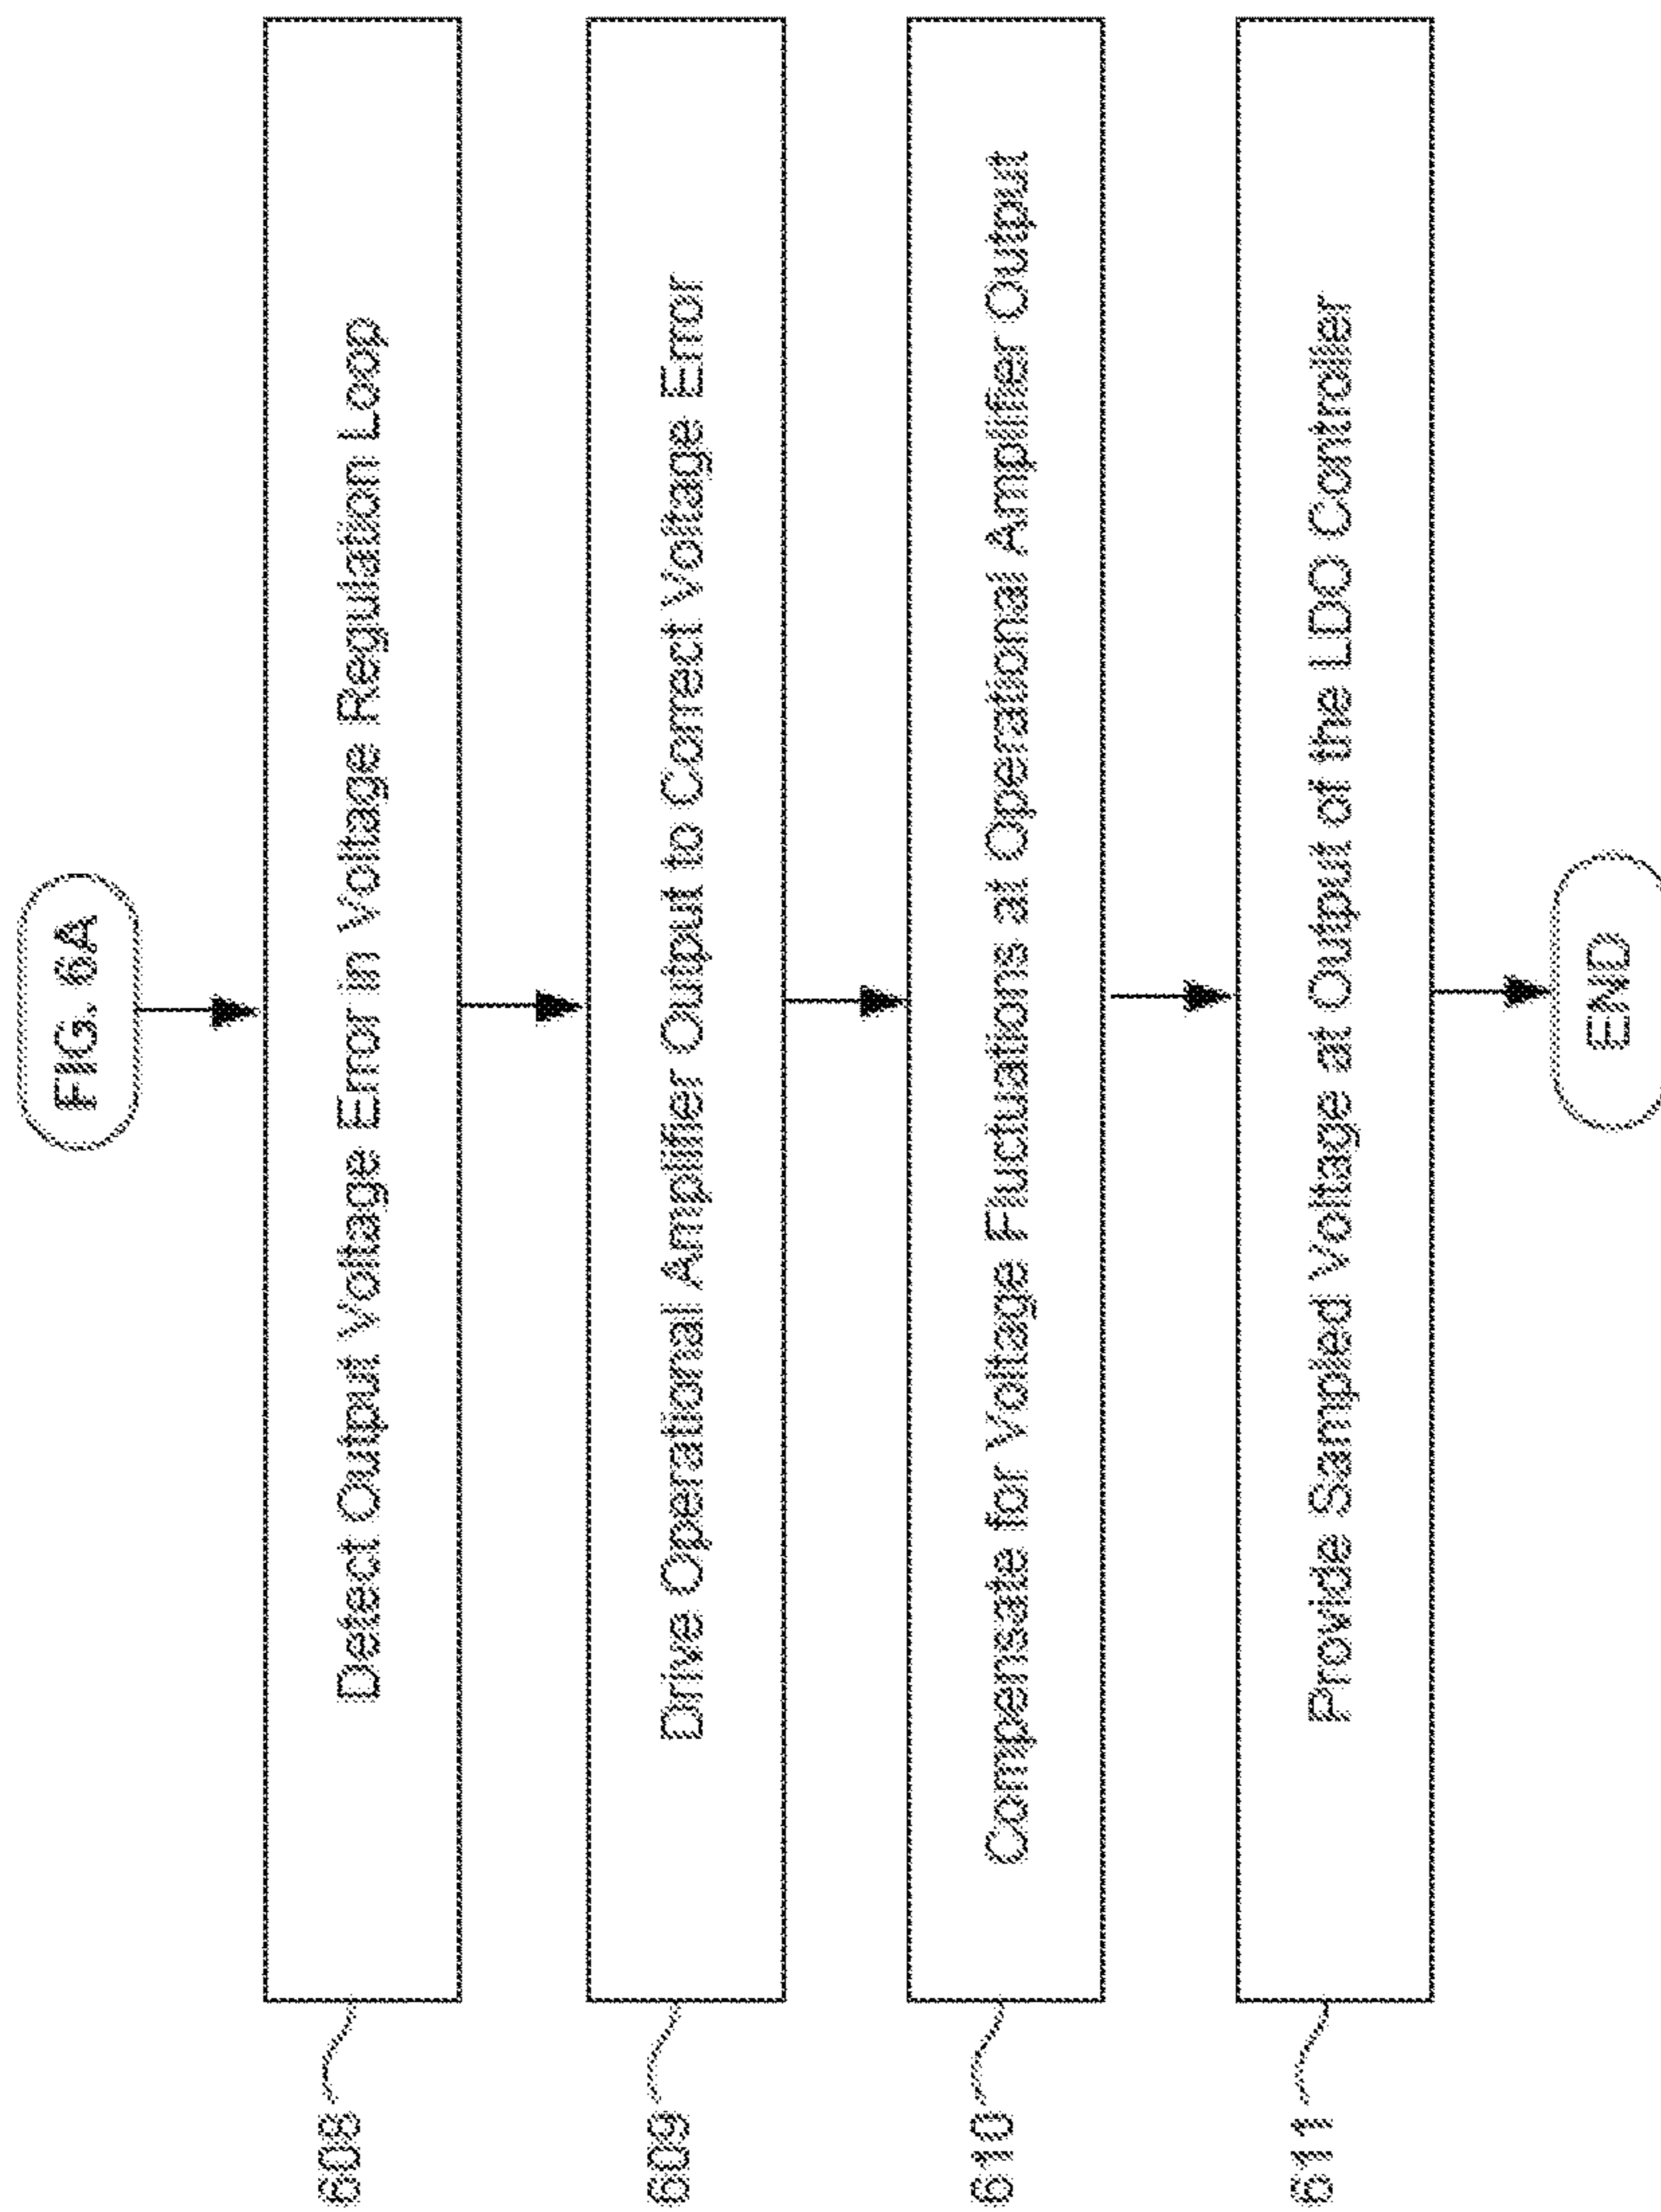 FIG. 6A
608
Detect Output Voltage Error in Voltage Regulation Loop
609
Drive Operational Amplifier Output to Correct Voltage Error
610
Compensate for Voltage Fluctuations at Operational Amplifier Output
611
Provide Sampled Voltage at Output of the LDO Controller
END